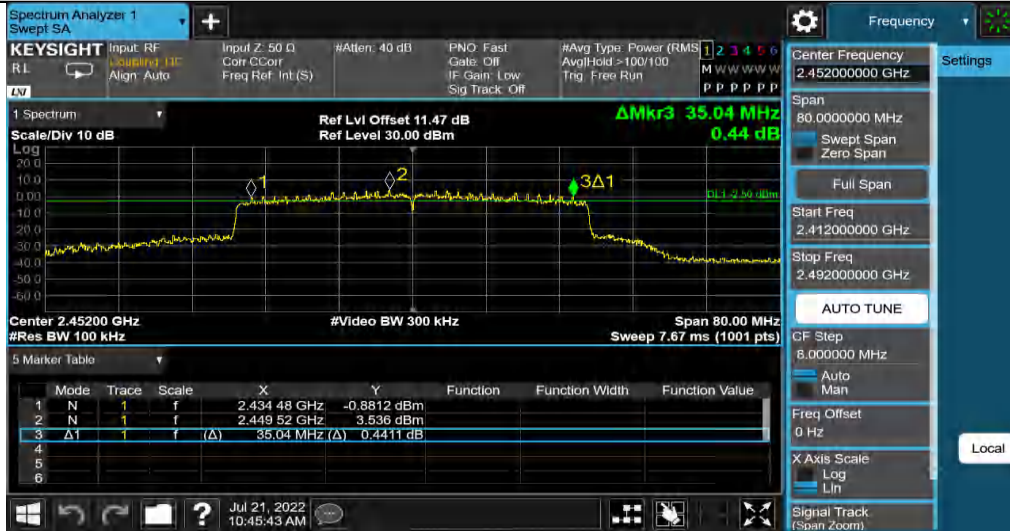 Spectrum Analyzer 1
Swept SA
+
Frequency
KEYSIGHT
RL
LXI
Input: RF
Coupling: DC
Align: Auto
Input Z: 50 Ω
Corr CCorr
Freq Ref: Int (S)
#Atten: 40 dB
PNO: Fast
Gate: Off
IF Gain: Low
Sig Track: Off
#Avg Type: Power (RMS
Avg|Hold >100/100
Trig: Free Run
1 2 3 4 5 6
M W W W W W
P P P P P P
1 Spectrum
Scale/Div 10 dB
Ref Lvl Offset 11.47 dB
Ref Level 30.00 dBm
ΔMkr3 35.04 MHz
0.44 dB
Log
20.0
10.0
0.00
-10.0
-20.0
-30.0
-40.0
-50.0
-60.0
1
2
3Δ1
DL1 -2.50 dBm
Center 2.45200 GHz
#Res BW 100 kHz
#Video BW 300 kHz
Span 80.00 MHz
Sweep 7.67 ms (1001 pts)
5 Marker Table
Mode Trace Scale X Y Function Function Width Function Value
1 N 1 f 2.434 48 GHz -0.8812 dBm
2 N 1 f 2.449 52 GHz 3.536 dBm
3 Δ1 1 f (Δ) 35.04 MHz (Δ) 0.4411 dB
4
5
6
?
Jul 21, 2022
10:45:43 AM
Center Frequency
2.452000000 GHz
Span
80.0000000 MHz
Swept Span
Zero Span
Full Span
Start Freq
2.412000000 GHz
Stop Freq
2.492000000 GHz
AUTO TUNE
CF Step
8.000000 MHz
Auto
Man
Freq Offset
0 Hz
X Axis Scale
Log
Lin
Signal Track
(Span Zoom)
Settings
Local